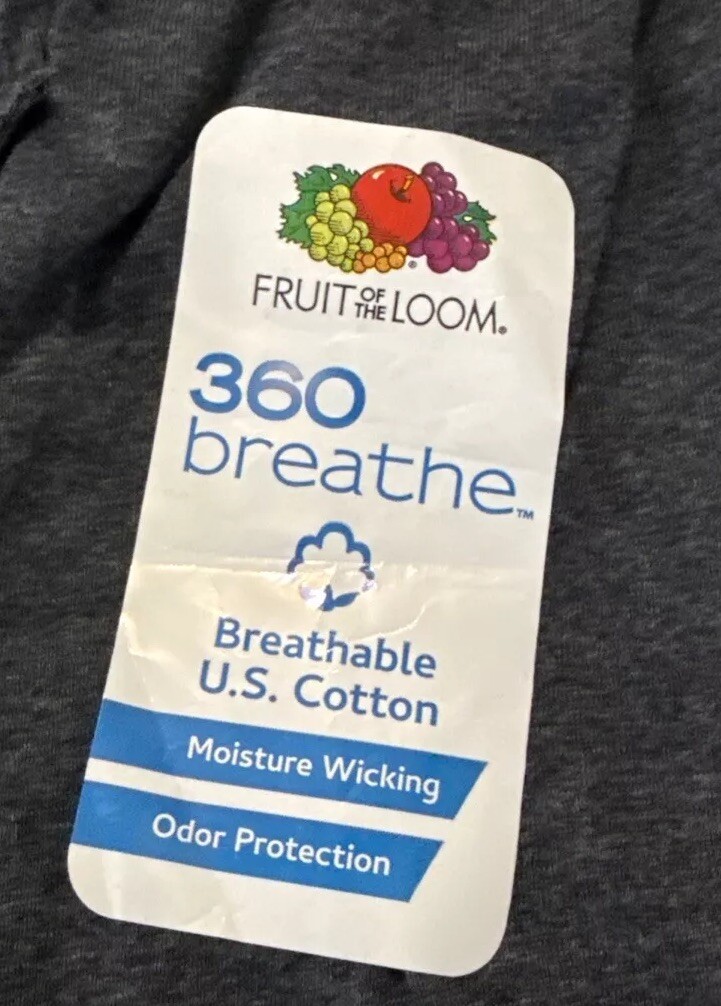 FRUIT OF THE LOOM®
360
breathe™
Breathable
U.S. Cotton
Moisture Wicking
Odor Protection